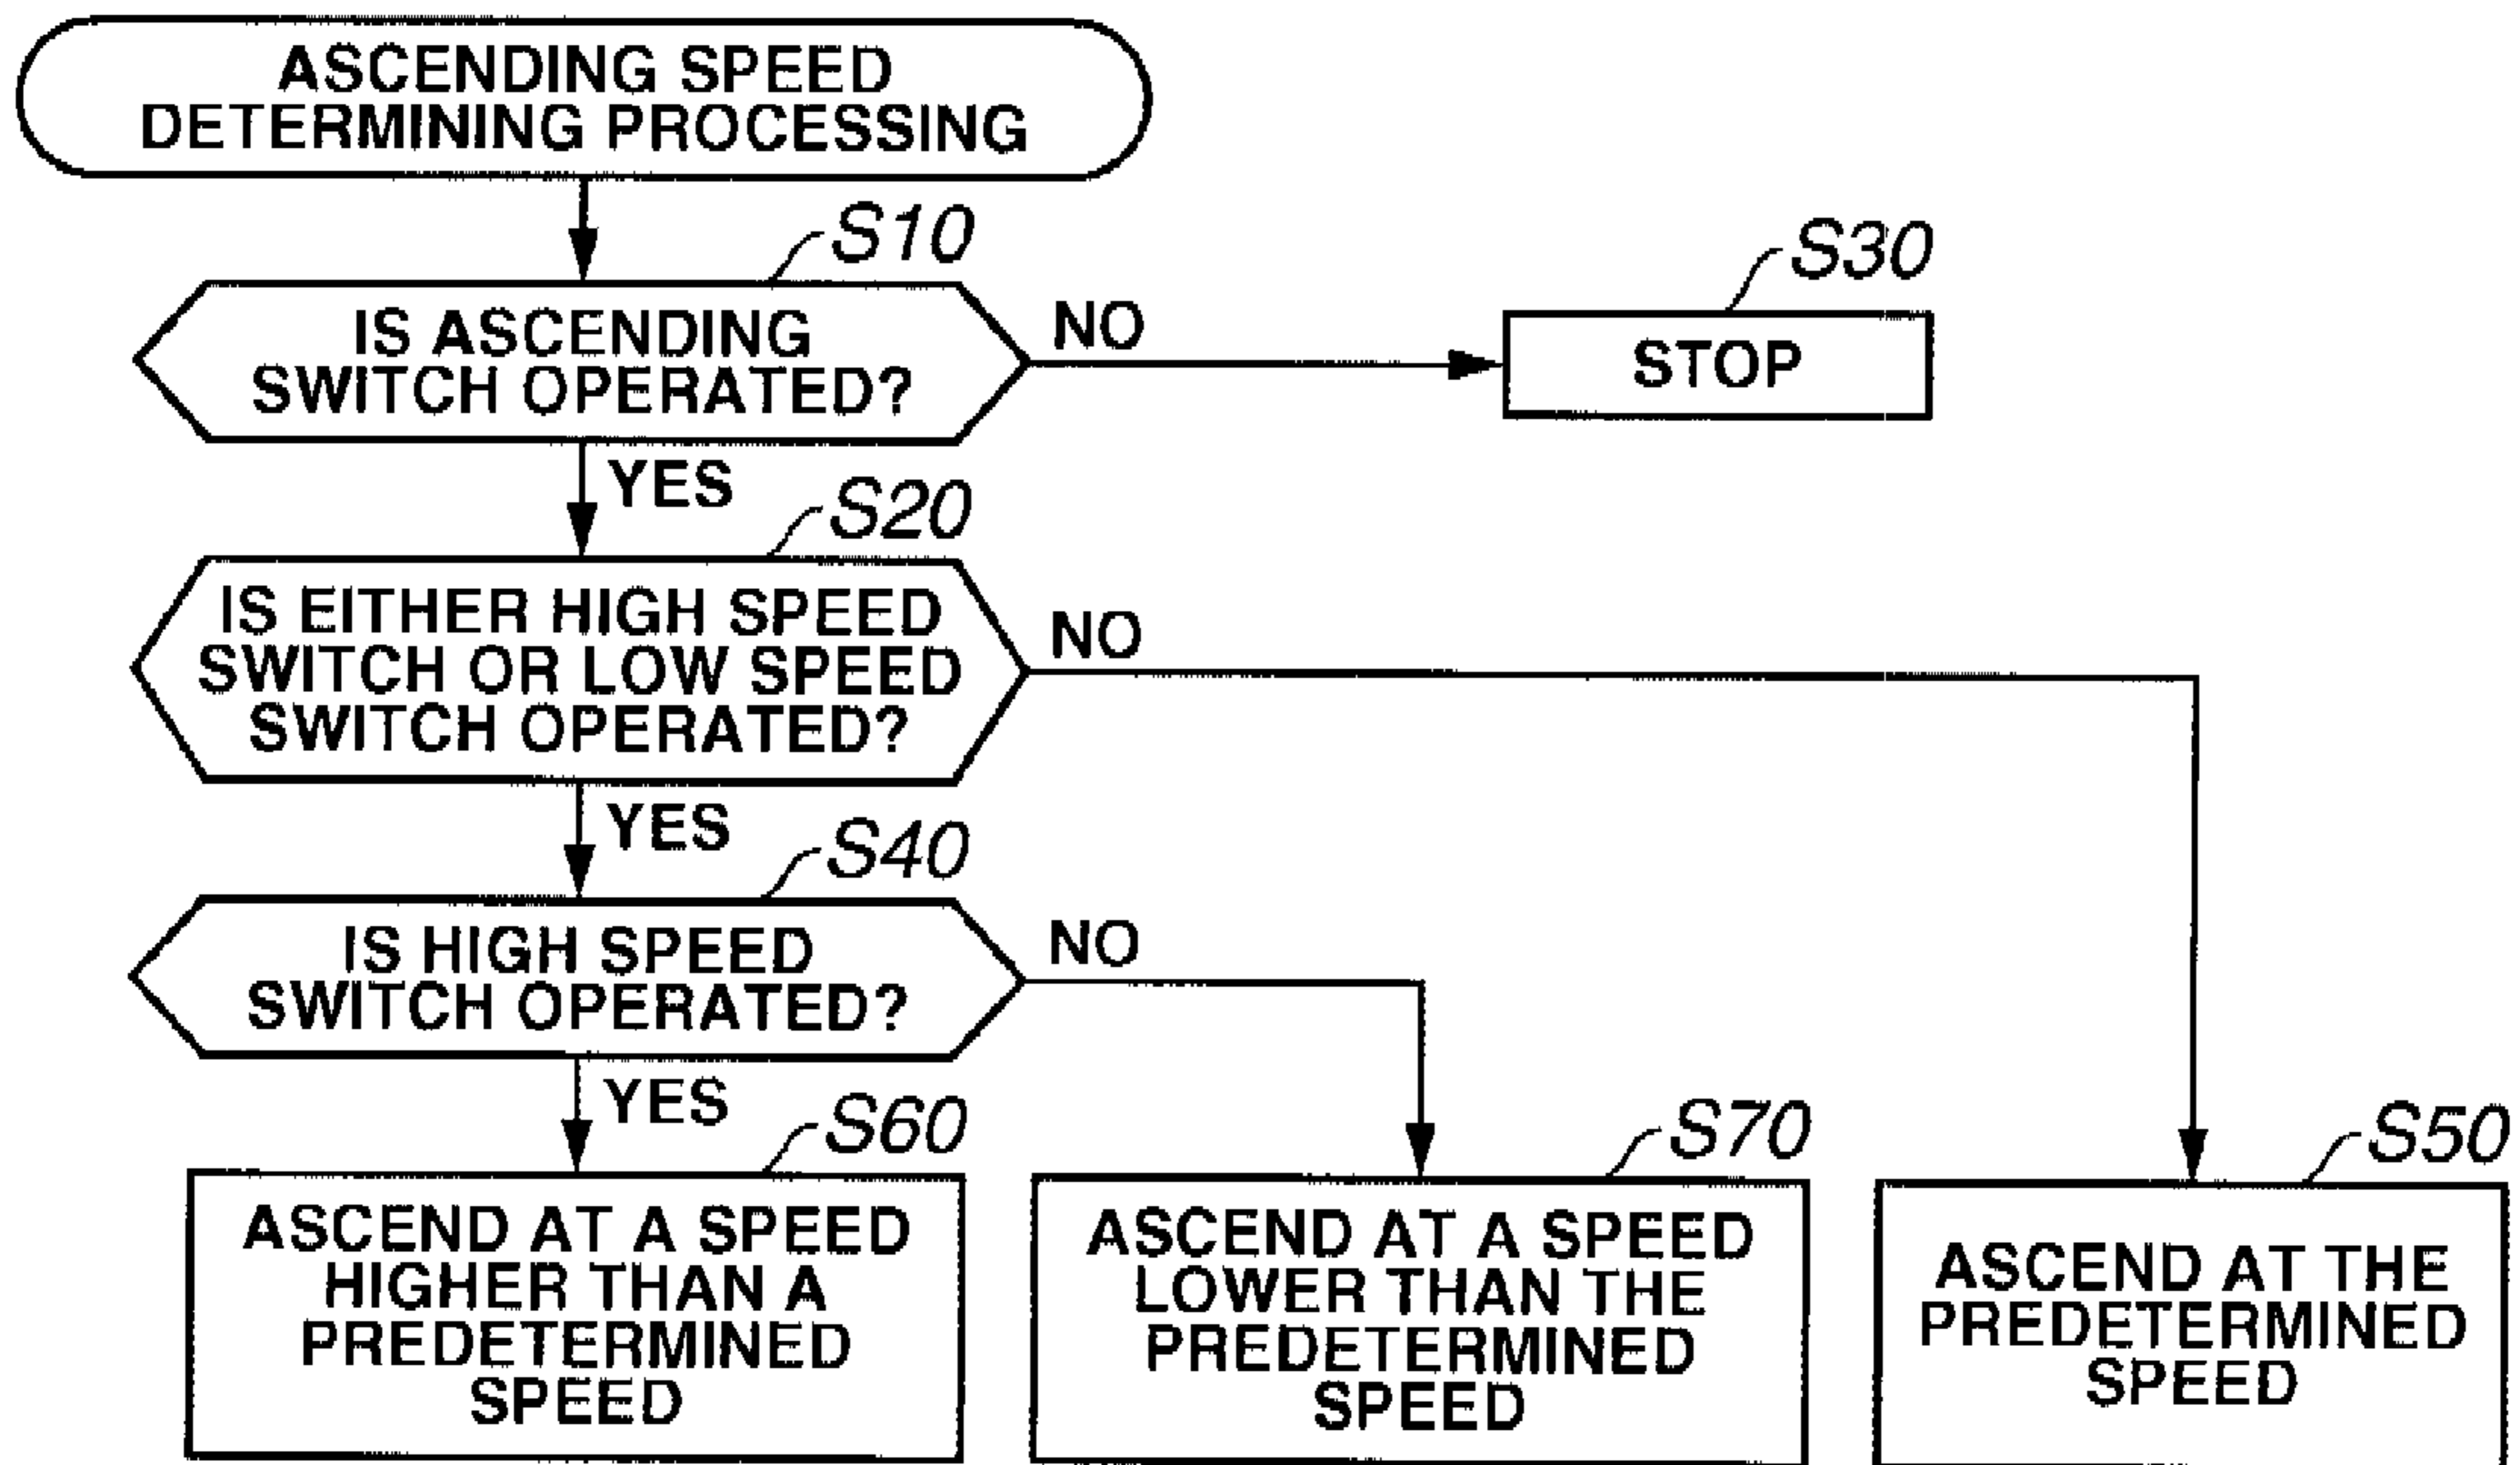 ASCENDING SPEED
DETERMINING PROCESSING
S10
IS ASCENDING
SWITCH OPERATED?
NO
S30
STOP
YES
S20
IS EITHER HIGH SPEED
SWITCH OR LOW SPEED
SWITCH OPERATED?
NO
YES
S40
IS HIGH SPEED
SWITCH OPERATED?
NO
YES
S60
ASCEND AT A SPEED
HIGHER THAN A
PREDETERMINED
SPEED
S70
ASCEND AT A SPEED
LOWER THAN THE
PREDETERMINED
SPEED
S50
ASCEND AT THE
PREDETERMINED
SPEED